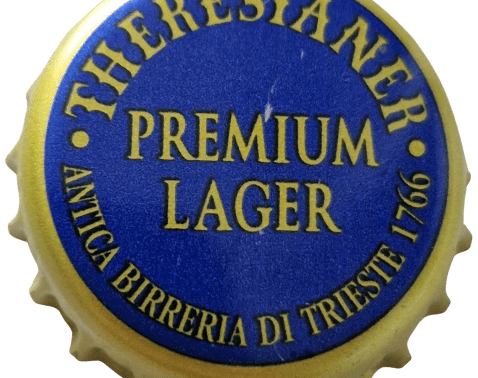 THERESIANER
PREMIUM
LAGER
ANTICA BIRRERIA DI TRIESTE 1766